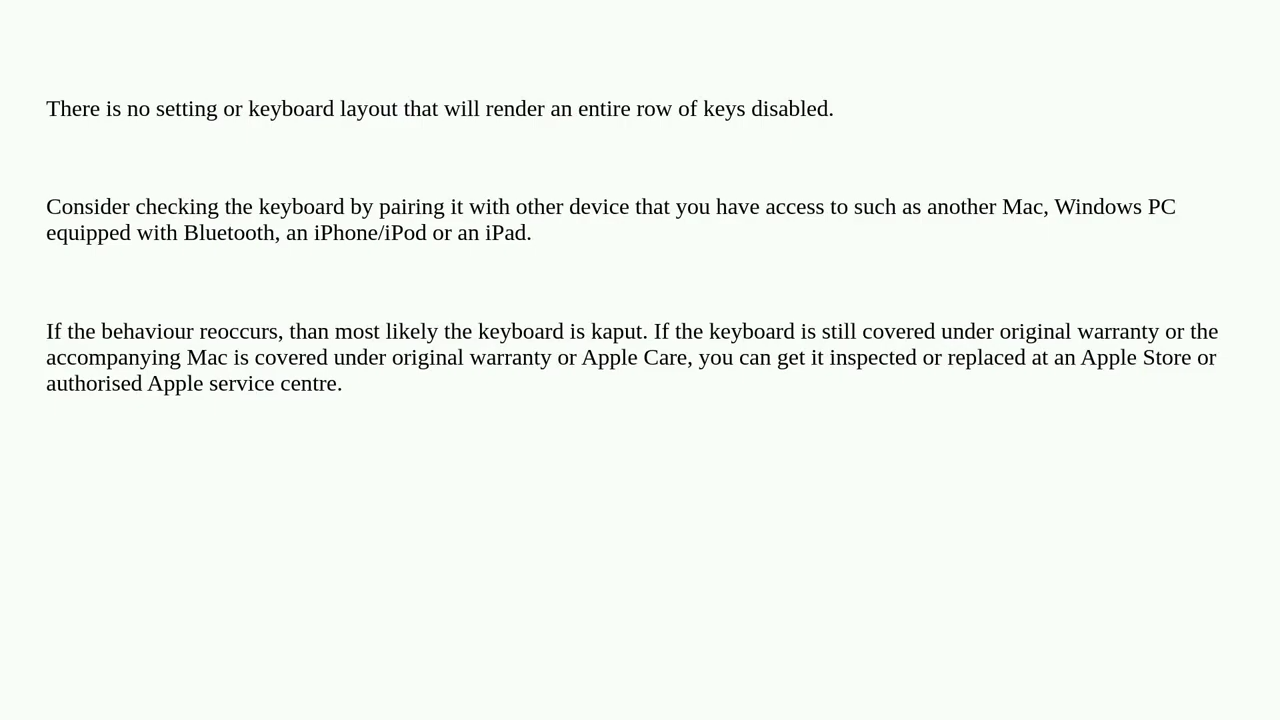 There is no setting or keyboard layout that will render an entire row of keys disabled.
Consider checking the keyboard by pairing it with other device that you have access to such as another Mac, Windows PC
equipped with Bluetooth, an iPhone/iPod or an iPad.
If the behaviour reoccurs, than most likely the keyboard is kaput. If the keyboard is still covered under original warranty or the
accompanying Mac is covered under original warranty or Apple Care, you can get it inspected or replaced at an Apple Store or
authorised Apple service centre.